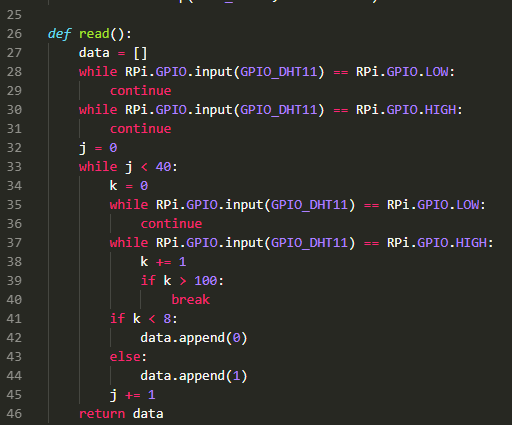 25
26 def read():
27     data = []
28     while RPi.GPIO.input(GPIO_DHT11) == RPi.GPIO.LOW:
29         continue
30     while RPi.GPIO.input(GPIO_DHT11) == RPi.GPIO.HIGH:
31         continue
32     j = 0
33     while j < 40:
34         k = 0
35         while RPi.GPIO.input(GPIO_DHT11) == RPi.GPIO.LOW:
36             continue
37         while RPi.GPIO.input(GPIO_DHT11) == RPi.GPIO.HIGH:
38             k += 1
39             if k > 100:
40                 break
41         if k < 8:
42             data.append(0)
43         else:
44             data.append(1)
45         j += 1
46     return data